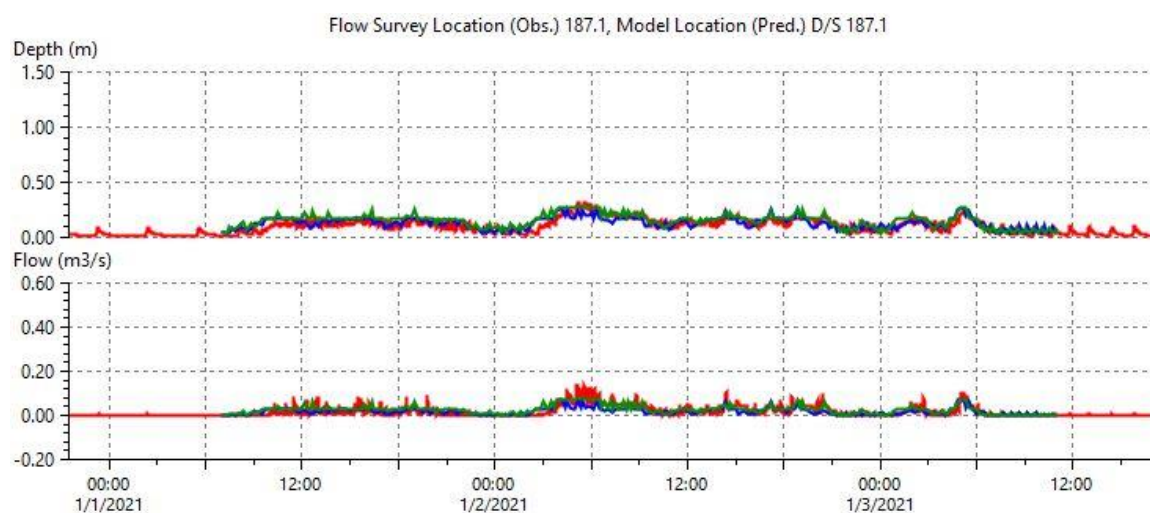 Flow Survey Location (Obs.) 187.1, Model Location (Pred.) D/S 187.1
Depth (m)
1.50
1.00
0.50
0.00
Flow (m3/s)
0.60
0.40
0.20
0.00
-0.20
00:00 12:00 00:00 12:00 00:00 12:00
1/1/2021 1/2/2021 1/3/2021